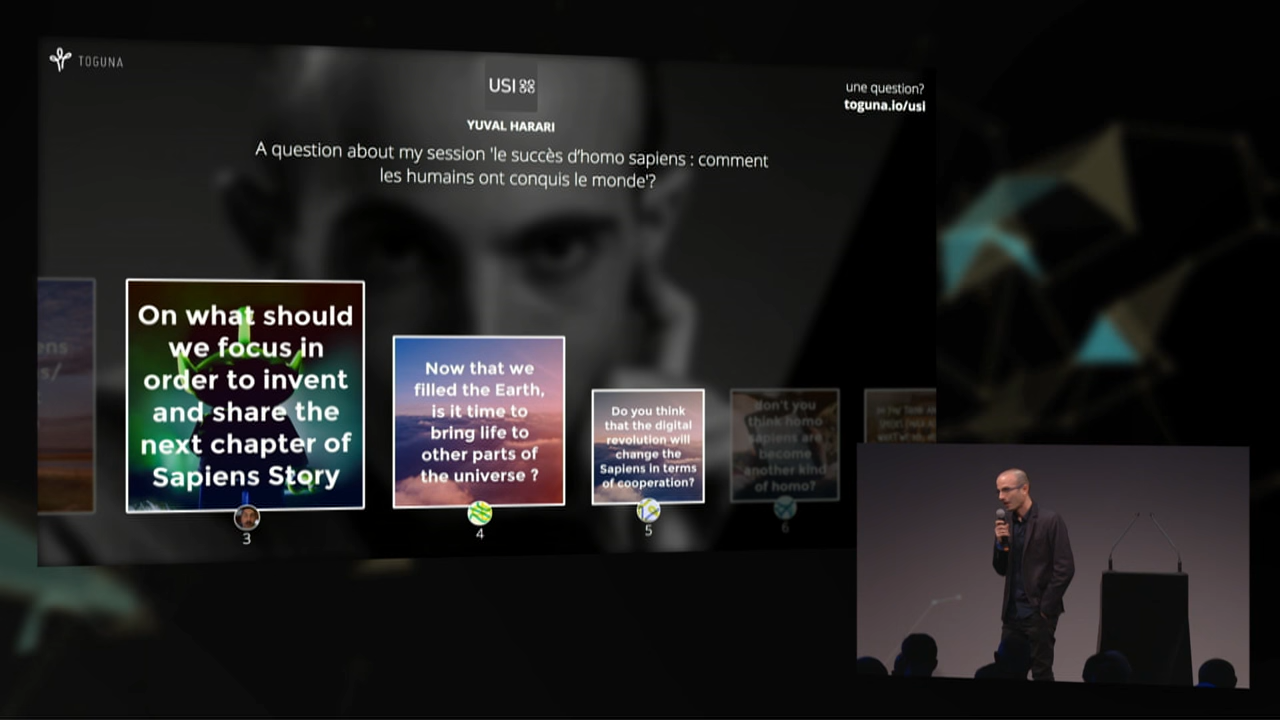 TOGUNA
USI
une question?
toguna.io/usi
YUVAL HARARI
A question about my session 'le succès d'homo sapiens : comment
les humains ont conquis le monde'?
ens
s/
On what should
we focus in
order to invent
and share the
next chapter of
Sapiens Story
3
Now that we
filled the Earth,
is it time to
bring life to
other parts of
the universe ?
4
Do you think
that the digital
revolution will
change the
Sapiens in terms
of cooperation?
5
don't you
think homo
sapiens are
become
another kind
of homo?
6